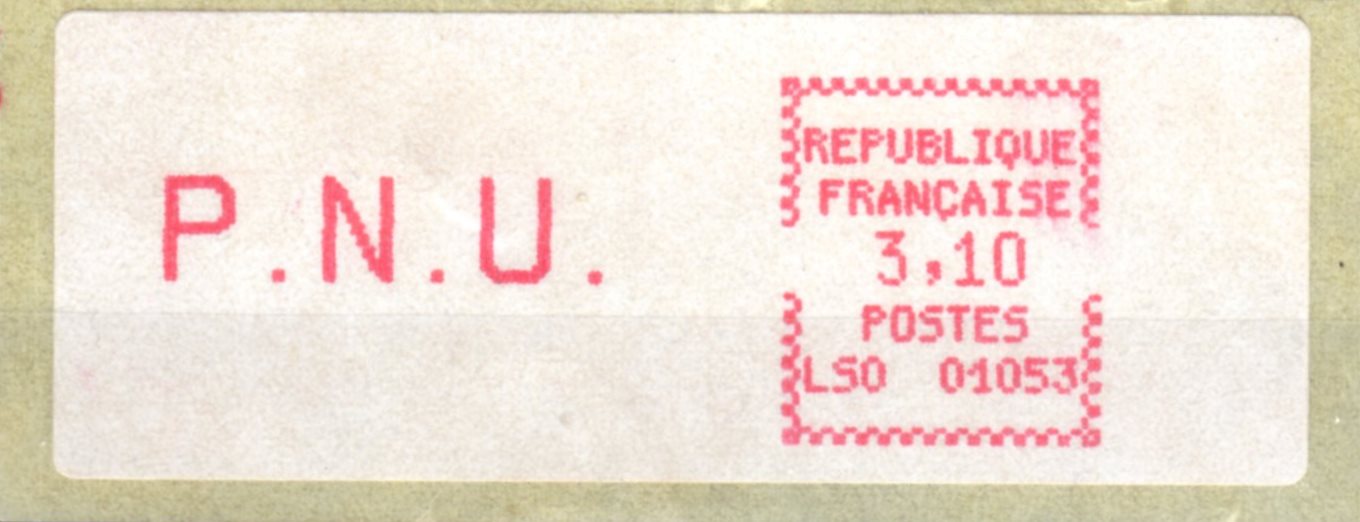 P.N.U.
REPUBLIQUE
FRANÇAISE
3,10
POSTES
LSO 01053